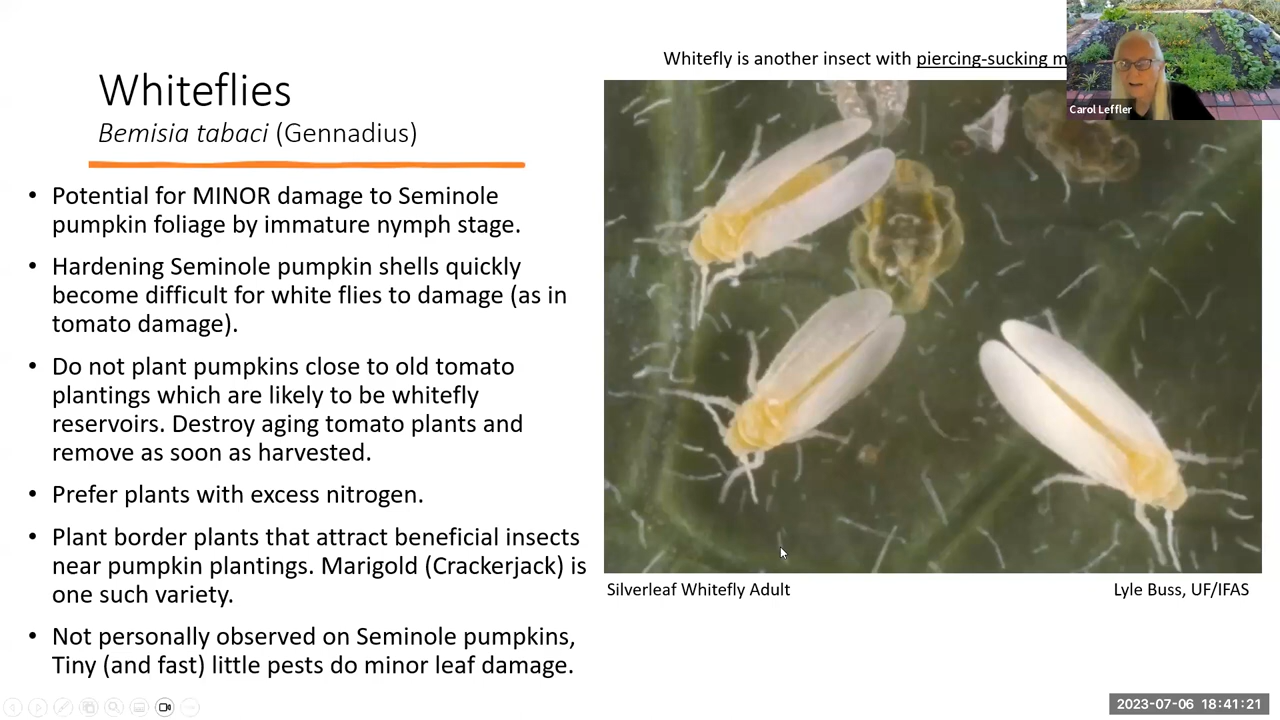 Whiteflies
Bemisia tabaci (Gennadius)
• Potential for MINOR damage to Seminole
pumpkin foliage by immature nymph stage.
• Hardening Seminole pumpkin shells quickly
become difficult for white flies to damage (as in
tomato damage).
• Do not plant pumpkins close to old tomato
plantings which are likely to be whitefly
reservoirs. Destroy aging tomato plants and
remove as soon as harvested.
• Prefer plants with excess nitrogen.
• Plant border plants that attract beneficial insects
near pumpkin plantings. Marigold (Crackerjack) is
one such variety.
• Not personally observed on Seminole pumpkins,
Tiny (and fast) little pests do minor leaf damage.
Whitefly is another insect with piercing-sucking m
Carol Leffler
Silverleaf Whitefly Adult
Lyle Buss, UF/IFAS
2023-07-06 18:41:21